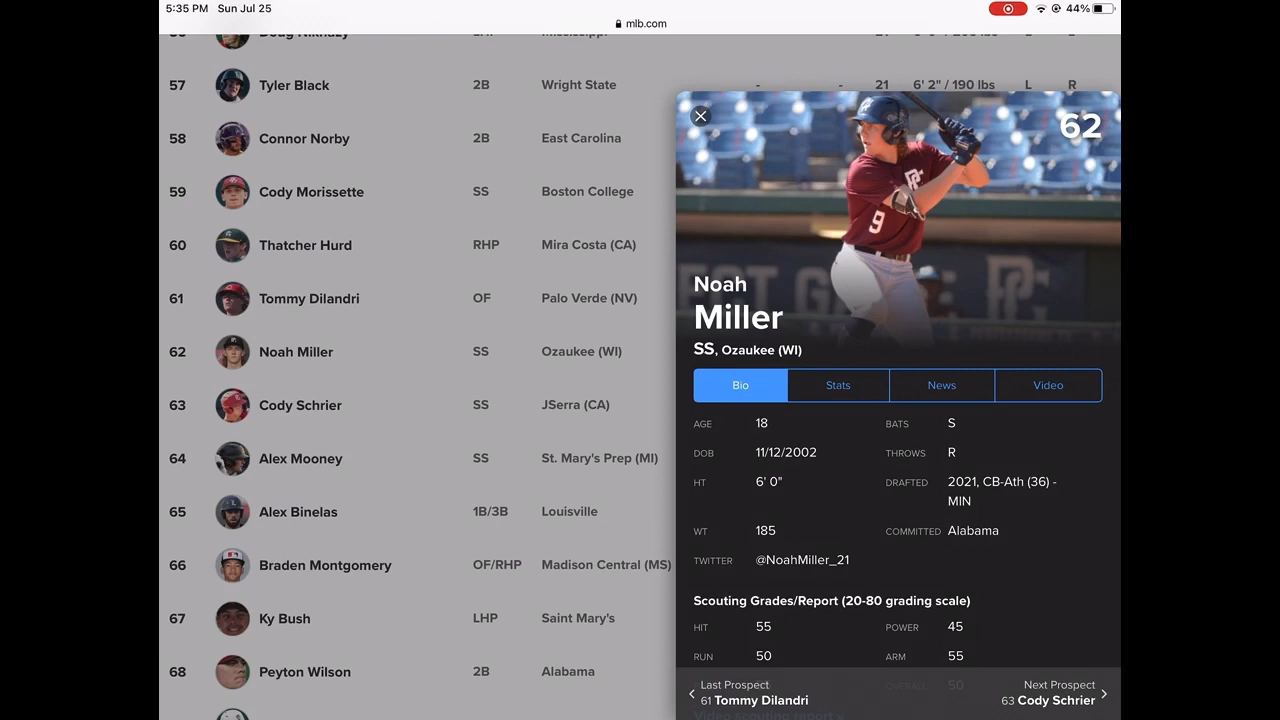 5:35 PM Sun Jul 25
44%
mlb.com
57 Tyler Black 2B Wright State - - 21 6' 2" / 190 lbs L R
58 Connor Norby 2B East Carolina
59 Cody Morissette SS Boston College
60 Thatcher Hurd RHP Mira Costa (CA)
61 Tommy Dilandri OF Palo Verde (NV)
62 Noah Miller SS Ozaukee (WI)
63 Cody Schrier SS JSerra (CA)
64 Alex Mooney SS St. Mary's Prep (MI)
65 Alex Binelas 1B/3B Louisville
66 Braden Montgomery OF/RHP Madison Central (MS)
67 Ky Bush LHP Saint Mary's
68 Peyton Wilson 2B Alabama
62
9
Noah
Miller
SS, Ozaukee (WI)
Bio Stats News Video
AGE 18 BATS S
DOB 11/12/2002 THROWS R
HT 6' 0" DRAFTED 2021, CB-Ath (36) -
MIN
WT 185 COMMITTED Alabama
TWITTER @NoahMiller_21
Scouting Grades/Report (20-80 grading scale)
HIT 55 POWER 45
RUN 50 ARM 55
OVERALL 50
Last Prospect
61 Tommy Dilandri
Next Prospect
63 Cody Schrier